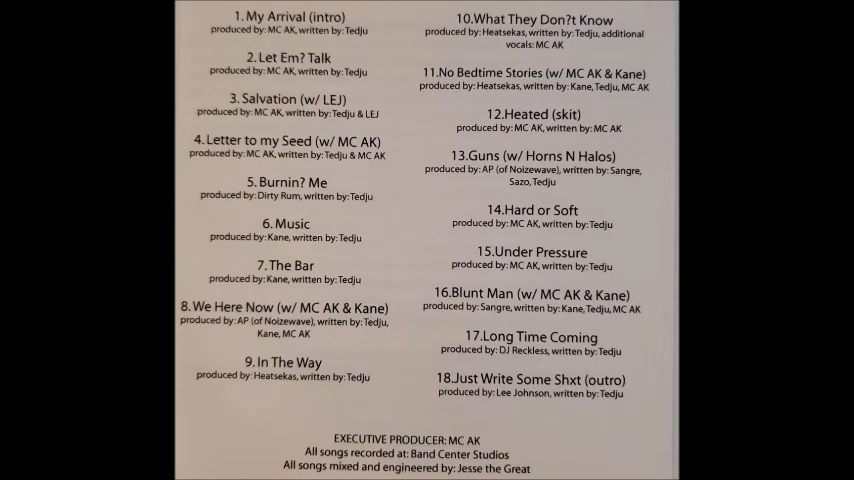 1. My Arrival (intro)
produced by: MC AK, written by: Tedju
2. Let Em? Talk
produced by: MC AK, written by: Tedju
3. Salvation (w/ LEJ)
produced by: MC AK, written by: Tedju & LEJ
4. Letter to my Seed (w/ MC AK)
produced by: MC AK, written by: Tedju & MC AK
5. Burnin? Me
produced by: Dirty Rum, written by: Tedju
6. Music
produced by: Kane, written by: Tedju
7. The Bar
produced by: Kane, written by: Tedju
8. We Here Now (w/ MC AK & Kane)
produced by: AP (of Noizewave), written by: Tedju,
Kane, MC AK
9. In The Way
produced by: Heatsekas, written by: Tedju
10.What They Don?t Know
produced by: Heatsekas, written by: Tedju, additional
vocals: MC AK
11.No Bedtime Stories (w/ MC AK & Kane)
produced by: Heatsekas, written by: Kane, Tedju, MC AK
12.Heated (skit)
produced by: MC AK, written by: MC AK
13.Guns (w/ Horns N Halos)
produced by: AP (of Noizewave), written by: Sangre,
Sazo, Tedju
14.Hard or Soft
produced by: MC AK, written by: Tedju
15.Under Pressure
produced by: MC AK, written by: Tedju
16.Blunt Man (w/ MC AK & Kane)
produced by: Sangre, written by: Kane, Tedju, MC AK
17.Long Time Coming
produced by: DJ Reckless, written by: Tedju
18.Just Write Some Shxt (outro)
produced by: Lee Johnson, written by: Tedju
EXECUTIVE PRODUCER: MC AK
All songs recorded at: Band Center Studios
All songs mixed and engineered by: Jesse the Great